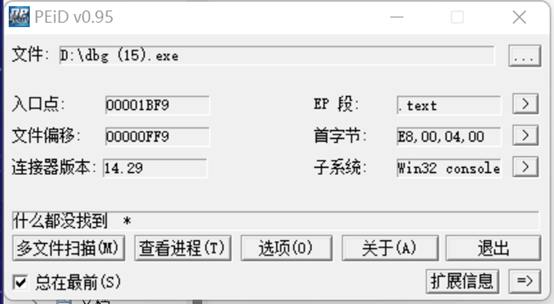 PEiD v0.95
文件: D:\dbg (15).exe ...
入口点: 00001BF9 EP 段: .text >
文件偏移: 00000FF9 首字节: E8,00,04,00 >
连接器版本: 14.29 子系统: Win32 console >
什么都没找到 *
多文件扫描(M) 查看进程(T) 选项(O) 关于(A) 退出
总在最前(S) 扩展信息 =>